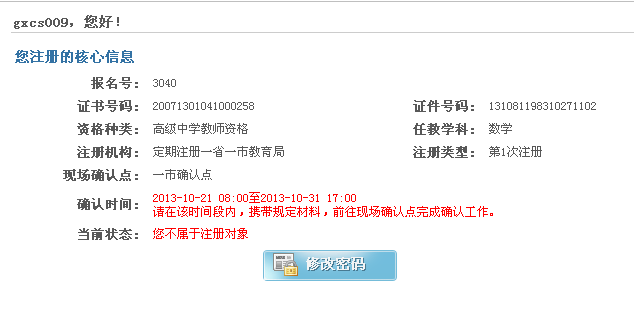 gxcs009，您好！
您注册的核心信息
报名号： 3040
证书号码： 20071301041000258 证件号码： 131081198310271102
资格种类： 高级中学教师资格 任教学科： 数学
注册机构： 定期注册一省一市教育局 注册类型： 第1次注册
现场确认点： 一市确认点
确认时间： 2013-10-21 08:00至2013-10-31 17:00
请在该时间段内，携带规定材料，前往现场确认点完成确认工作。
当前状态： 您不属于注册对象
修改密码